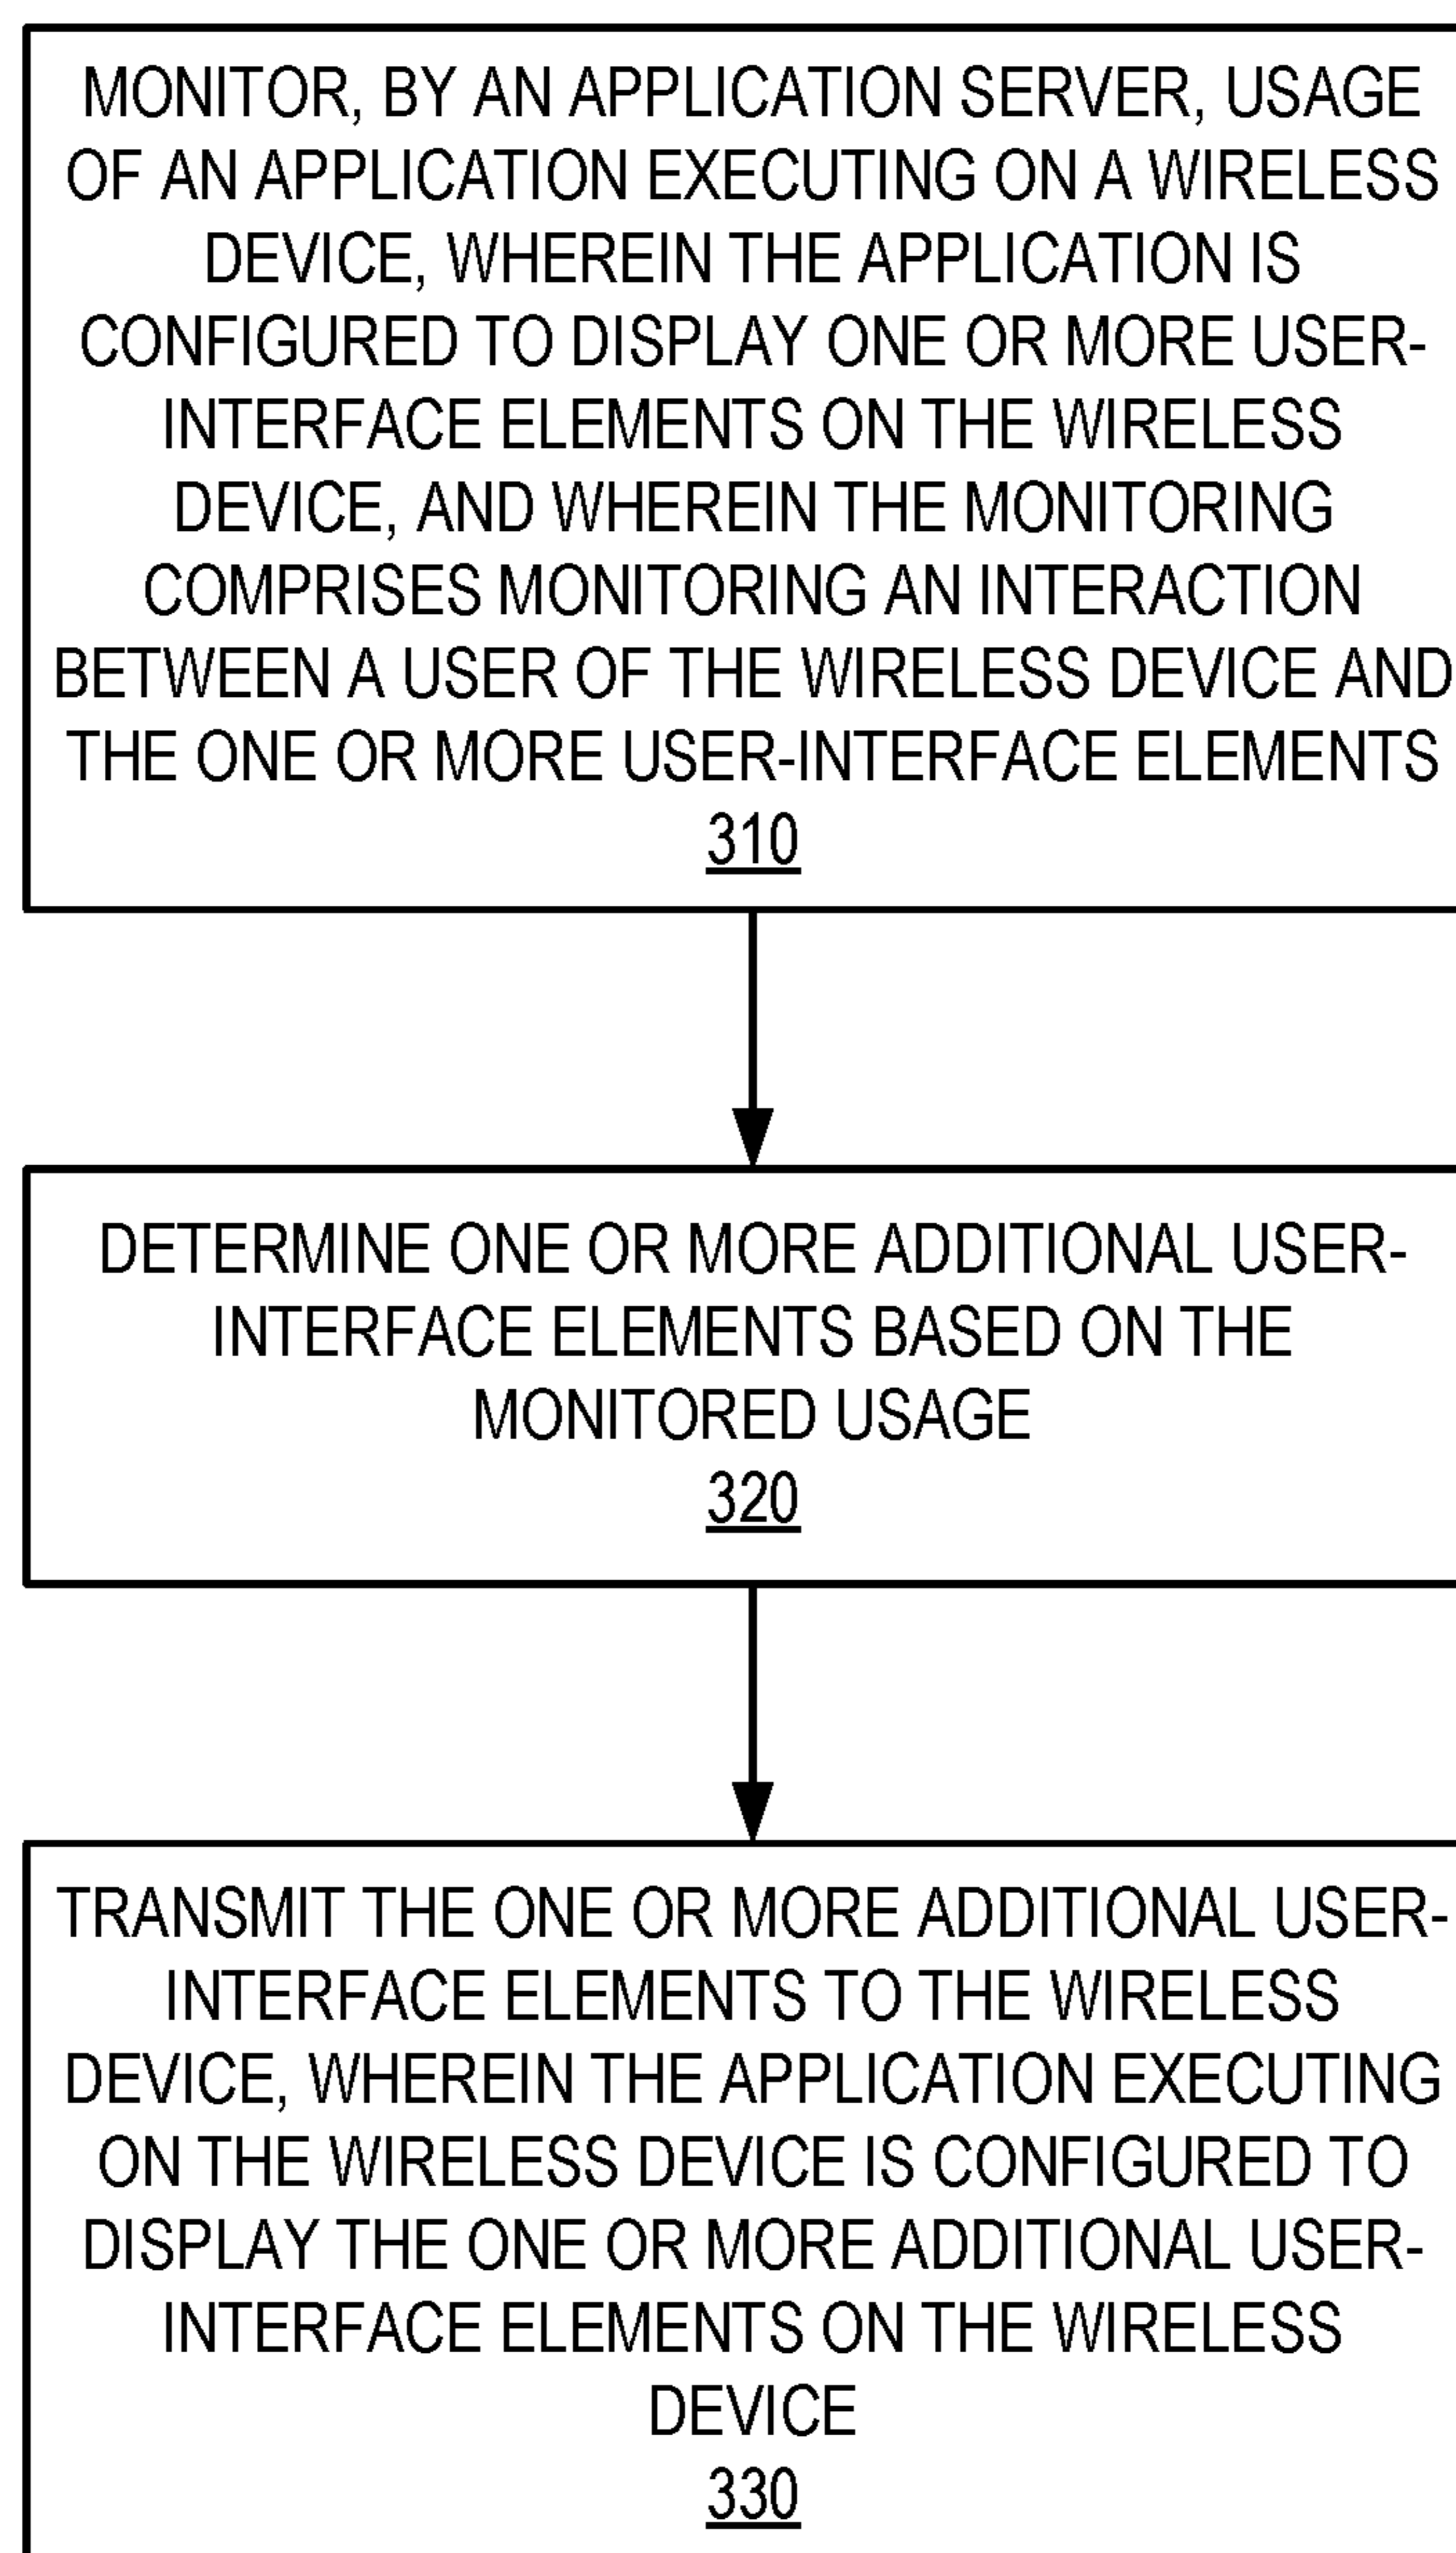 MONITOR, BY AN APPLICATION SERVER, USAGE
OF AN APPLICATION EXECUTING ON A WIRELESS
DEVICE, WHEREIN THE APPLICATION IS
CONFIGURED TO DISPLAY ONE OR MORE USER-
INTERFACE ELEMENTS ON THE WIRELESS
DEVICE, AND WHEREIN THE MONITORING
COMPRISES MONITORING AN INTERACTION
BETWEEN A USER OF THE WIRELESS DEVICE AND
THE ONE OR MORE USER-INTERFACE ELEMENTS
310
DETERMINE ONE OR MORE ADDITIONAL USER-
INTERFACE ELEMENTS BASED ON THE
MONITORED USAGE
320
TRANSMIT THE ONE OR MORE ADDITIONAL USER-
INTERFACE ELEMENTS TO THE WIRELESS
DEVICE, WHEREIN THE APPLICATION EXECUTING
ON THE WIRELESS DEVICE IS CONFIGURED TO
DISPLAY THE ONE OR MORE ADDITIONAL USER-
INTERFACE ELEMENTS ON THE WIRELESS
DEVICE
330